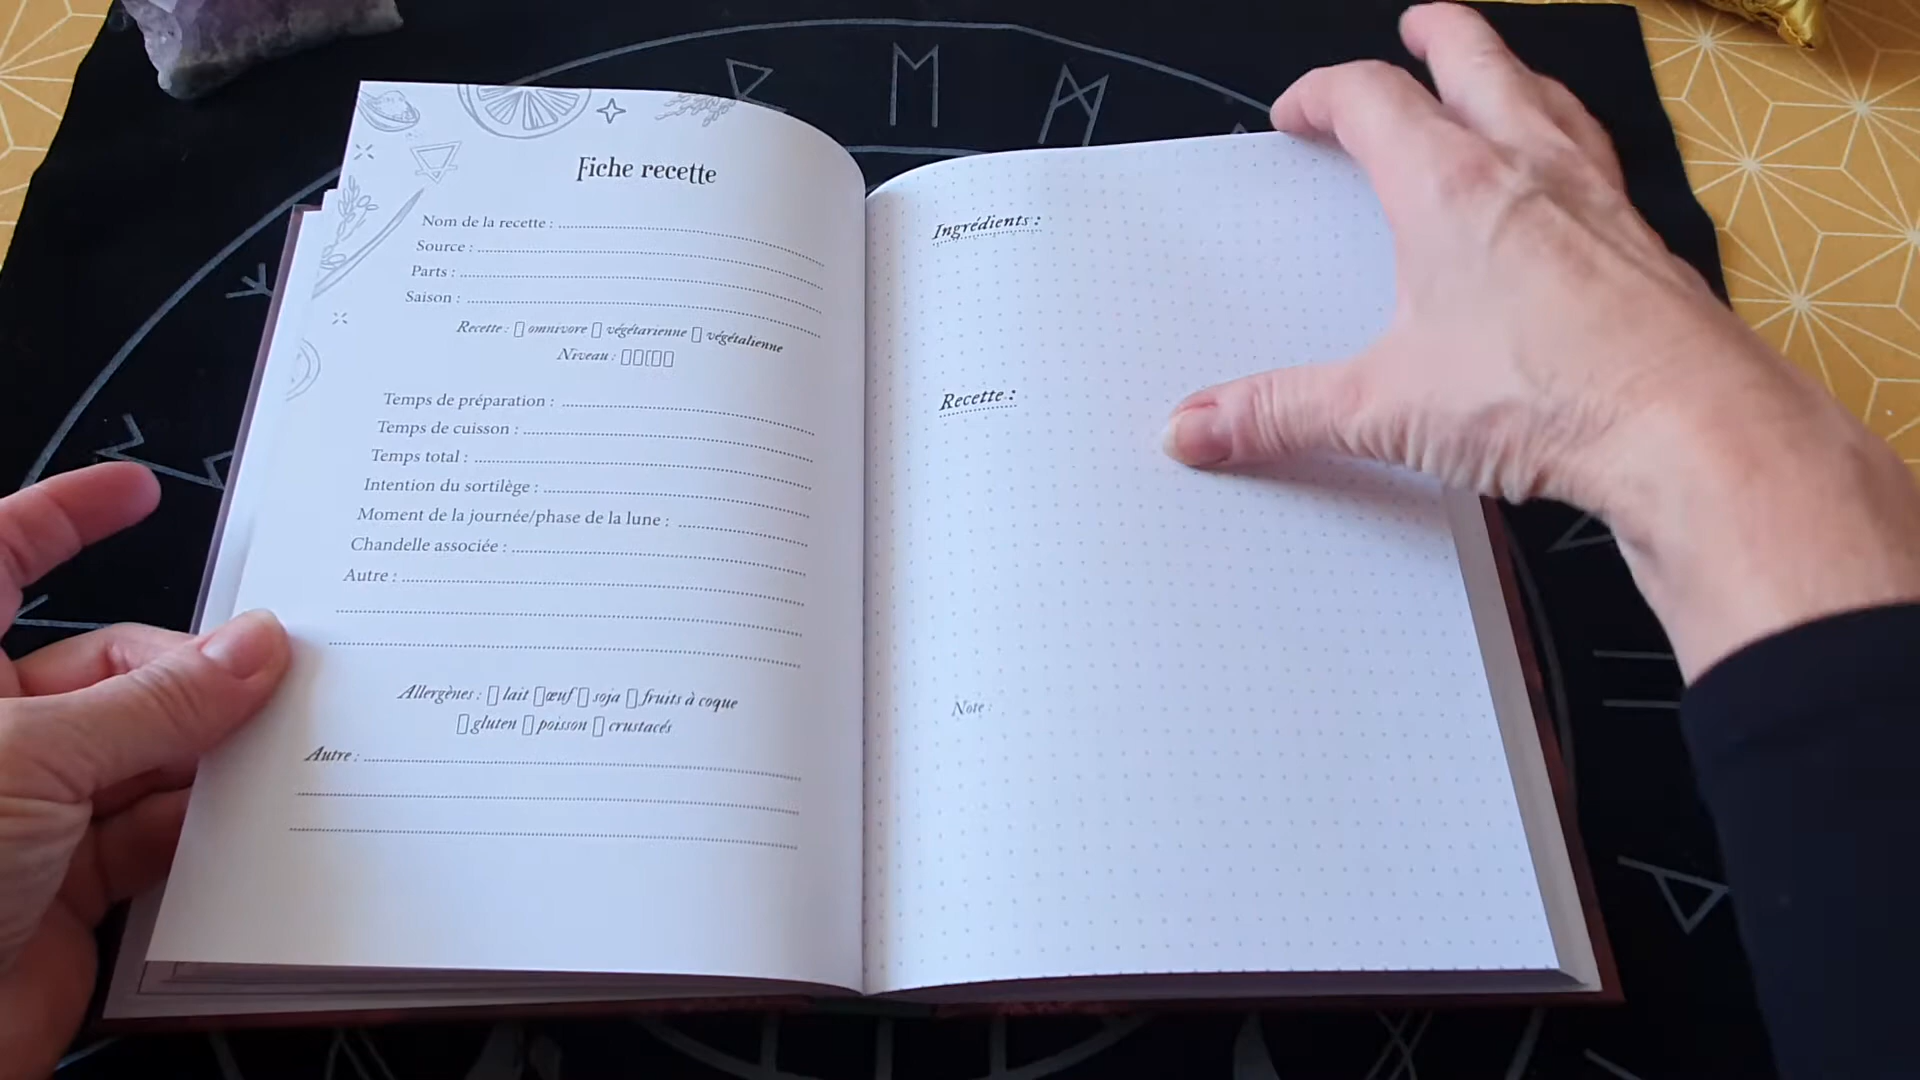 Fiche recette
Nom de la recette :
Source :
Parts :
Saison :
Recette : omnivore végétarienne végétalienne
Niveau :
Temps de préparation :
Temps de cuisson :
Temps total :
Intention du sortilège :
Moment de la journée/phase de la lune :
Chandelle associée :
Autre :
Allergènes : lait œuf soja fruits à coque
gluten poisson crustacés
Autre :
Ingrédients :
Recette :
Note :